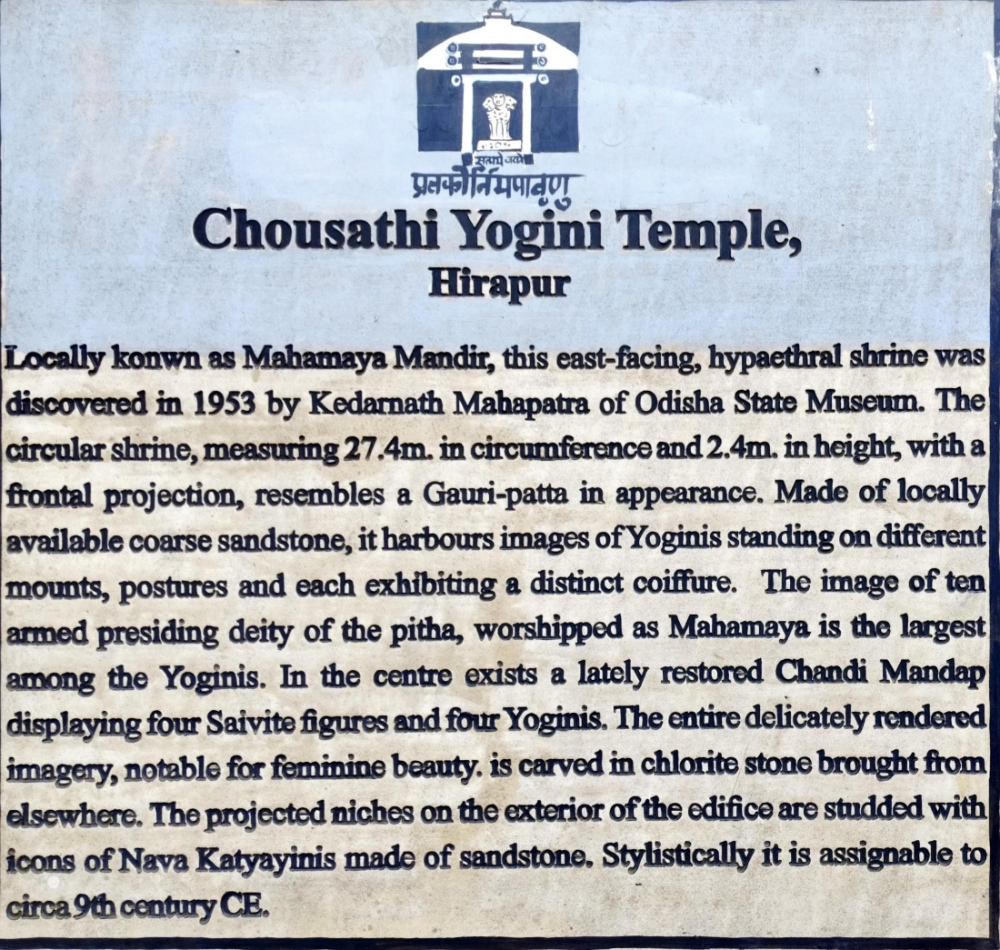 सत्यमेव जयते
प्रत्नकीर्तिमपावृणु
Chousathi Yogini Temple,
Hirapur
Locally konwn as Mahamaya Mandir, this east-facing, hypaethral shrine was
discovered in 1953 by Kedarnath Mahapatra of Odisha State Museum. The
circular shrine, measuring 27.4m. in circumference and 2.4m. in height, with a
frontal projection, resembles a Gauri-patta in appearance. Made of locally
available coarse sandstone, it harbours images of Yoginis standing on different
mounts, postures and each exhibiting a distinct coiffure. The image of ten
armed presiding deity of the pitha, worshipped as Mahamaya is the largest
among the Yoginis. In the centre exists a lately restored Chandi Mandap
displaying four Saivite figures and four Yoginis. The entire delicately rendered
imagery, notable for feminine beauty. is carved in chlorite stone brought from
elsewhere. The projected niches on the exterior of the edifice are studded with
icons of Nava Katyayinis made of sandstone. Stylistically it is assignable to
circa 9th century CE.